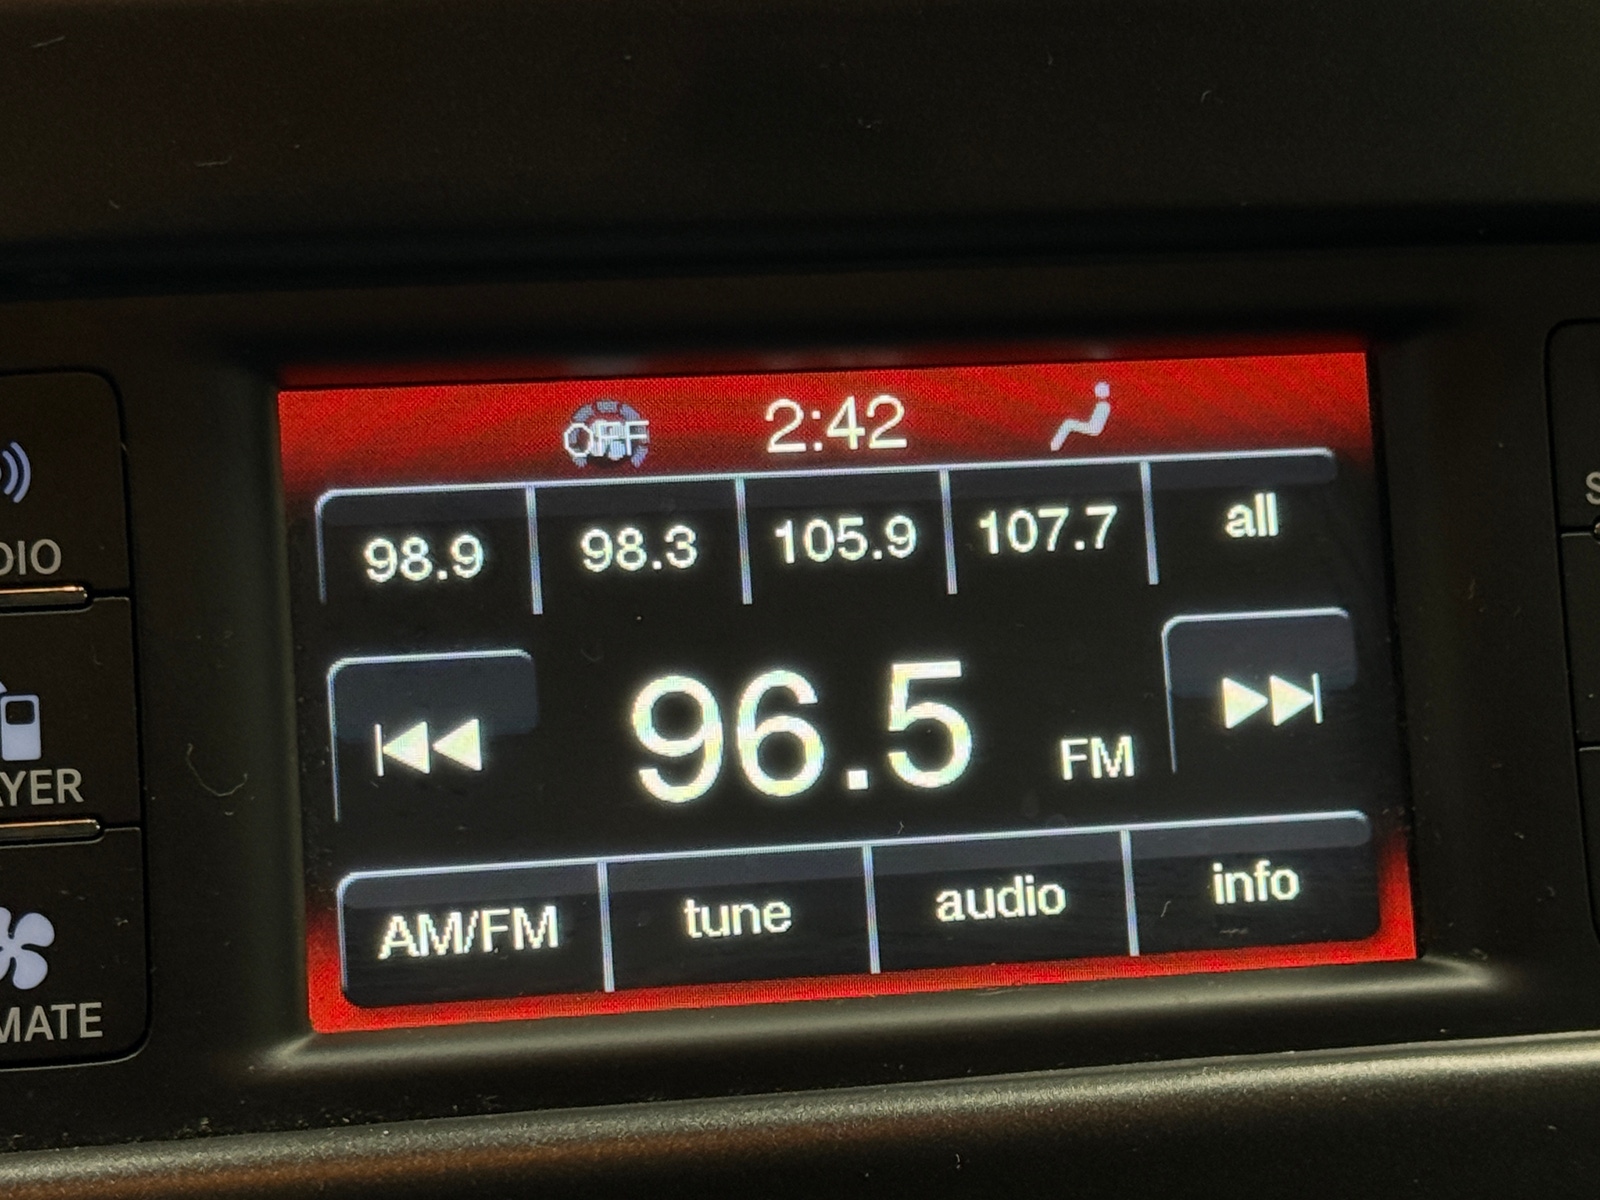 OFF 2:42
98.9 98.3 105.9 107.7 all
96.5 FM
AM/FM tune audio info
DIO
AYER
MATE
S